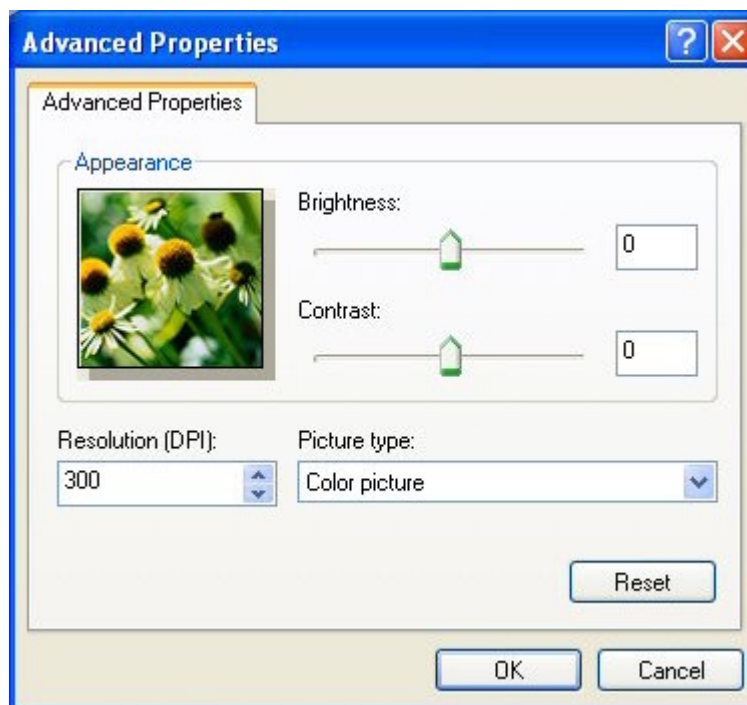 Advanced Properties
Advanced Properties
Appearance
Brightness:
0
Contrast:
0
Resolution (DPI):
Picture type:
300
Color picture
Reset
OK
Cancel